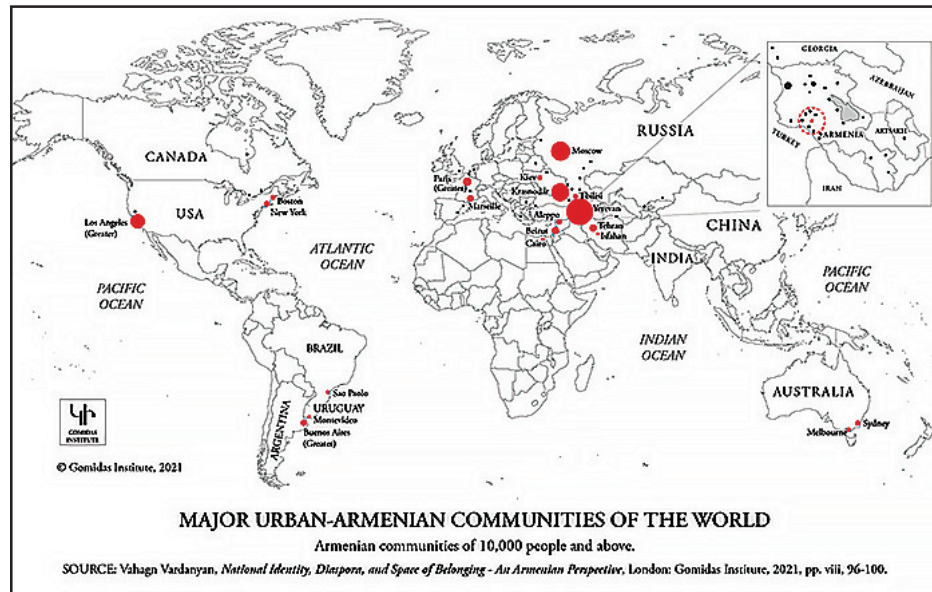 GEORGIA
AZERBAIJAN
TURKEY
ARMENIA
ARTSAKH
IRAN
RUSSIA
CANADA
USA
Moscow
Kiev
Krasnodar
Tbilisi
Yerevan
Paris
(Greater)
Marseille
Boston
New York
Los Angeles
(Greater)
Aleppo
Beirut
Cairo
Tehran
Isfahan
CHINA
INDIA
ATLANTIC
OCEAN
PACIFIC
OCEAN
PACIFIC
OCEAN
INDIAN
OCEAN
BRAZIL
Sao Paolo
URUGUAY
Montevideo
Buenos Aires
(Greater)
ARGENTINA
AUSTRALIA
Melbourne
Sydney
GOMIDAS
INSTITUTE
© Gomidas Institute, 2021
MAJOR URBAN-ARMENIAN COMMUNITIES OF THE WORLD
Armenian communities of 10,000 people and above.
SOURCE: Vahagn Vardanyan, National Identity, Diaspora, and Space of Belonging - An Armenian Perspective, London: Gomidas Institute, 2021, pp. viii, 96-100.